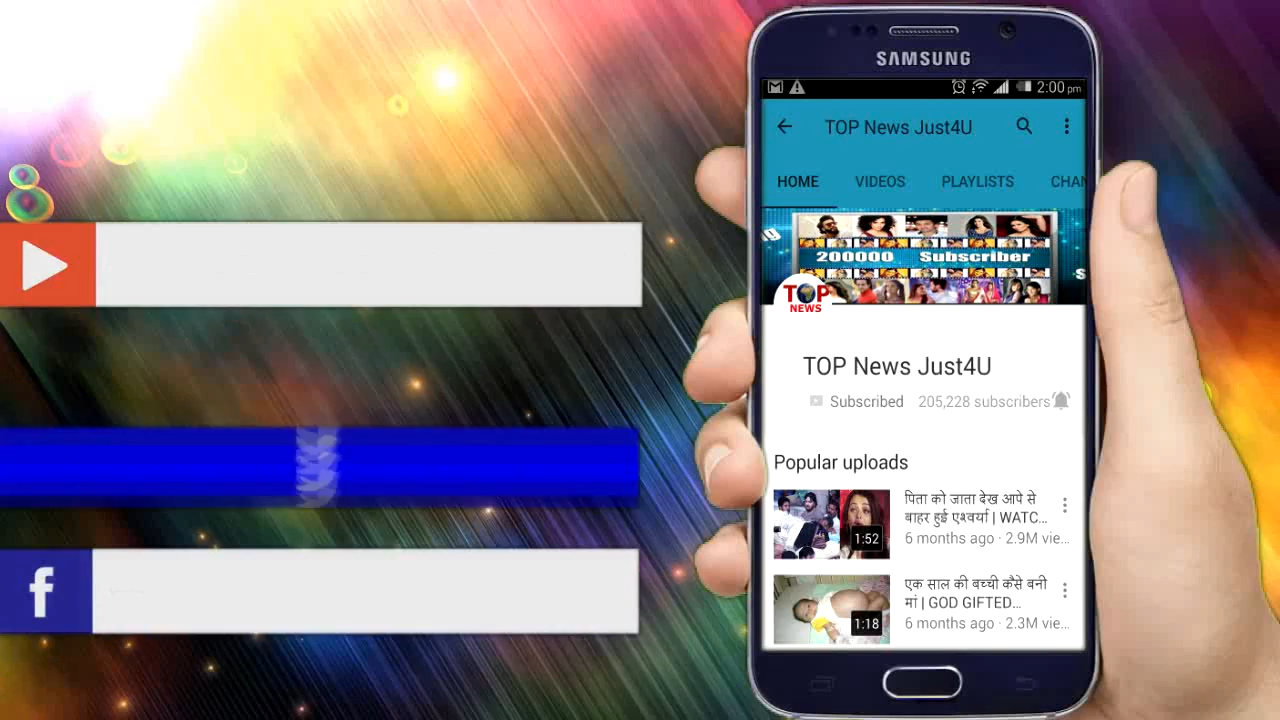 SAMSUNG
2:00 pm
TOP News Just4U
HOME VIDEOS PLAYLISTS CHAN
200000 Subscriber
TOP
NEWS
TOP News Just4U
Subscribed 205,228 subscribers
Popular uploads
पिता को जाता देख आपे से
बाहर हुई एश्वर्या | WATC...
6 months ago · 2.9M vie...
1:52
एक साल की बच्ची कैसे बनी
मां | GOD GIFTED...
6 months ago · 2.3M vie...
1:18
f